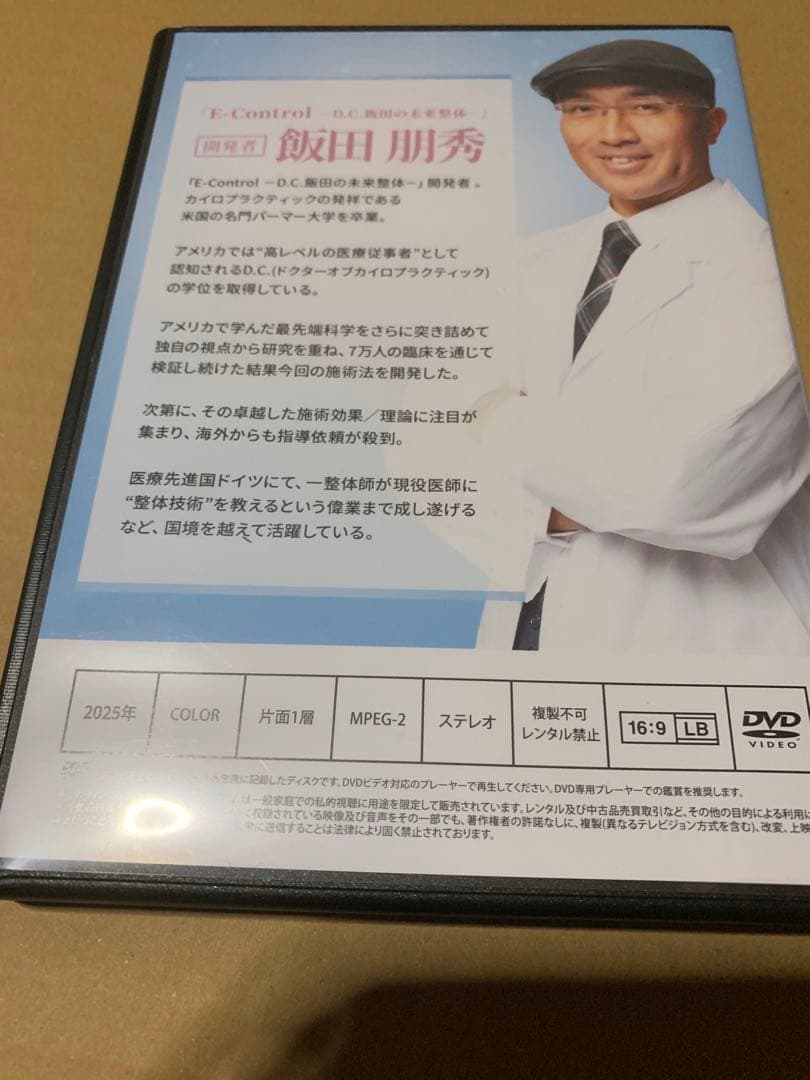 「E-Control －D.C.飯田の未来整体－」
開発者 飯田 朋秀
「E-Control －D.C.飯田の未来整体－」開発者 。
カイロプラクティックの発祥である
米国の名門パーマー大学を卒業。
アメリカでは“高レベルの医療従事者”として
認知されるD.C.(ドクターオブカイロプラクティック)
の学位を取得している。
アメリカで学んだ最先端科学をさらに突き詰めて
独自の視点から研究を重ね、7万人の臨床を通じて
検証し続けた結果今回の施術法を開発した。
次第に、その卓越した施術効果／理論に注目が
集まり、海外からも指導依頼が殺到。
医療先進国ドイツにて、一整体師が現役医師に
“整体技術”を教えるという偉業まで成し遂げる
など、国境を越えて活躍している。
2025年 COLOR 片面1層 MPEG-2 ステレオ 複製不可 レンタル禁止 16:9 LB DVD VIDEO
密度に記録したディスクです。DVDビデオ対応のプレーヤーで再生してください。DVD専用プレーヤーでの鑑賞を推奨します。
は一般家庭での私的視聴に用途を限定して販売されています。レンタル及び中古品売買取引など、その他の目的による利用は
に収録されている映像及び音声をその一部でも、著作権者の許諾なしに、複製(異なるテレビジョン方式を含む)、改変、上映
に送信することは法律により固く禁止されております。